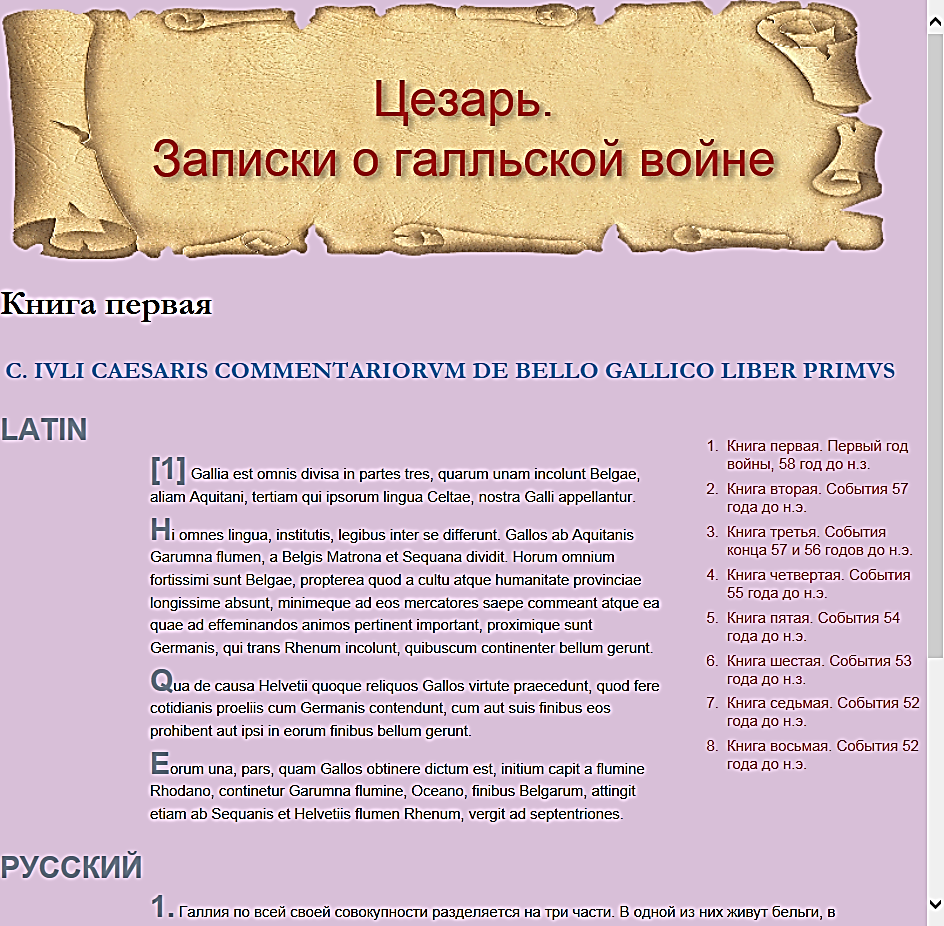 Цезарь.
Записки о галльской войне
Книга первая
C. IVLI CAESARIS COMMENTARIORVM DE BELLO GALLICO LIBER PRIMVS
LATIN
[1] Gallia est omnis divisa in partes tres, quarum unam incolunt Belgae,
aliam Aquitani, tertiam qui ipsorum lingua Celtae, nostra Galli appellantur.
Hi omnes lingua, institutis, legibus inter se differunt. Gallos ab Aquitanis
Garumna flumen, a Belgis Matrona et Sequana dividit. Horum omnium
fortissimi sunt Belgae, propterea quod a cultu atque humanitate provinciae
longissime absunt, minimeque ad eos mercatores saepe commeant atque ea
quae ad effeminandos animos pertinent important, proximique sunt
Germanis, qui trans Rhenum incolunt, quibuscum continenter bellum gerunt.
Qua de causa Helvetii quoque reliquos Gallos virtute praecedunt, quod fere
cotidianis proeliis cum Germanis contendunt, cum aut suis finibus eos
prohibent aut ipsi in eorum finibus bellum gerunt.
Eorum una, pars, quam Gallos obtinere dictum est, initium capit a flumine
Rhodano, continetur Garumna flumine, Oceano, finibus Belgarum, attingit
etiam ab Sequanis et Helvetiis flumen Rhenum, vergit ad septentriones.
1. Книга первая. Первый год
войны, 58 год до н.з.
2. Книга вторая. События 57
года до н.э.
3. Книга третья. События
конца 57 и 56 годов до н.э.
4. Книга четвертая. События
55 года до н.э.
5. Книга пятая. События 54
года до н.э.
6. Книга шестая. События 53
года до н.з.
7. Книга седьмая. События 52
года до н.э.
8. Книга восьмая. События 52
года до н.э.
РУССКИЙ
1. Галлия по всей своей совокупности разделяется на три части. В одной из них живут бельги, в